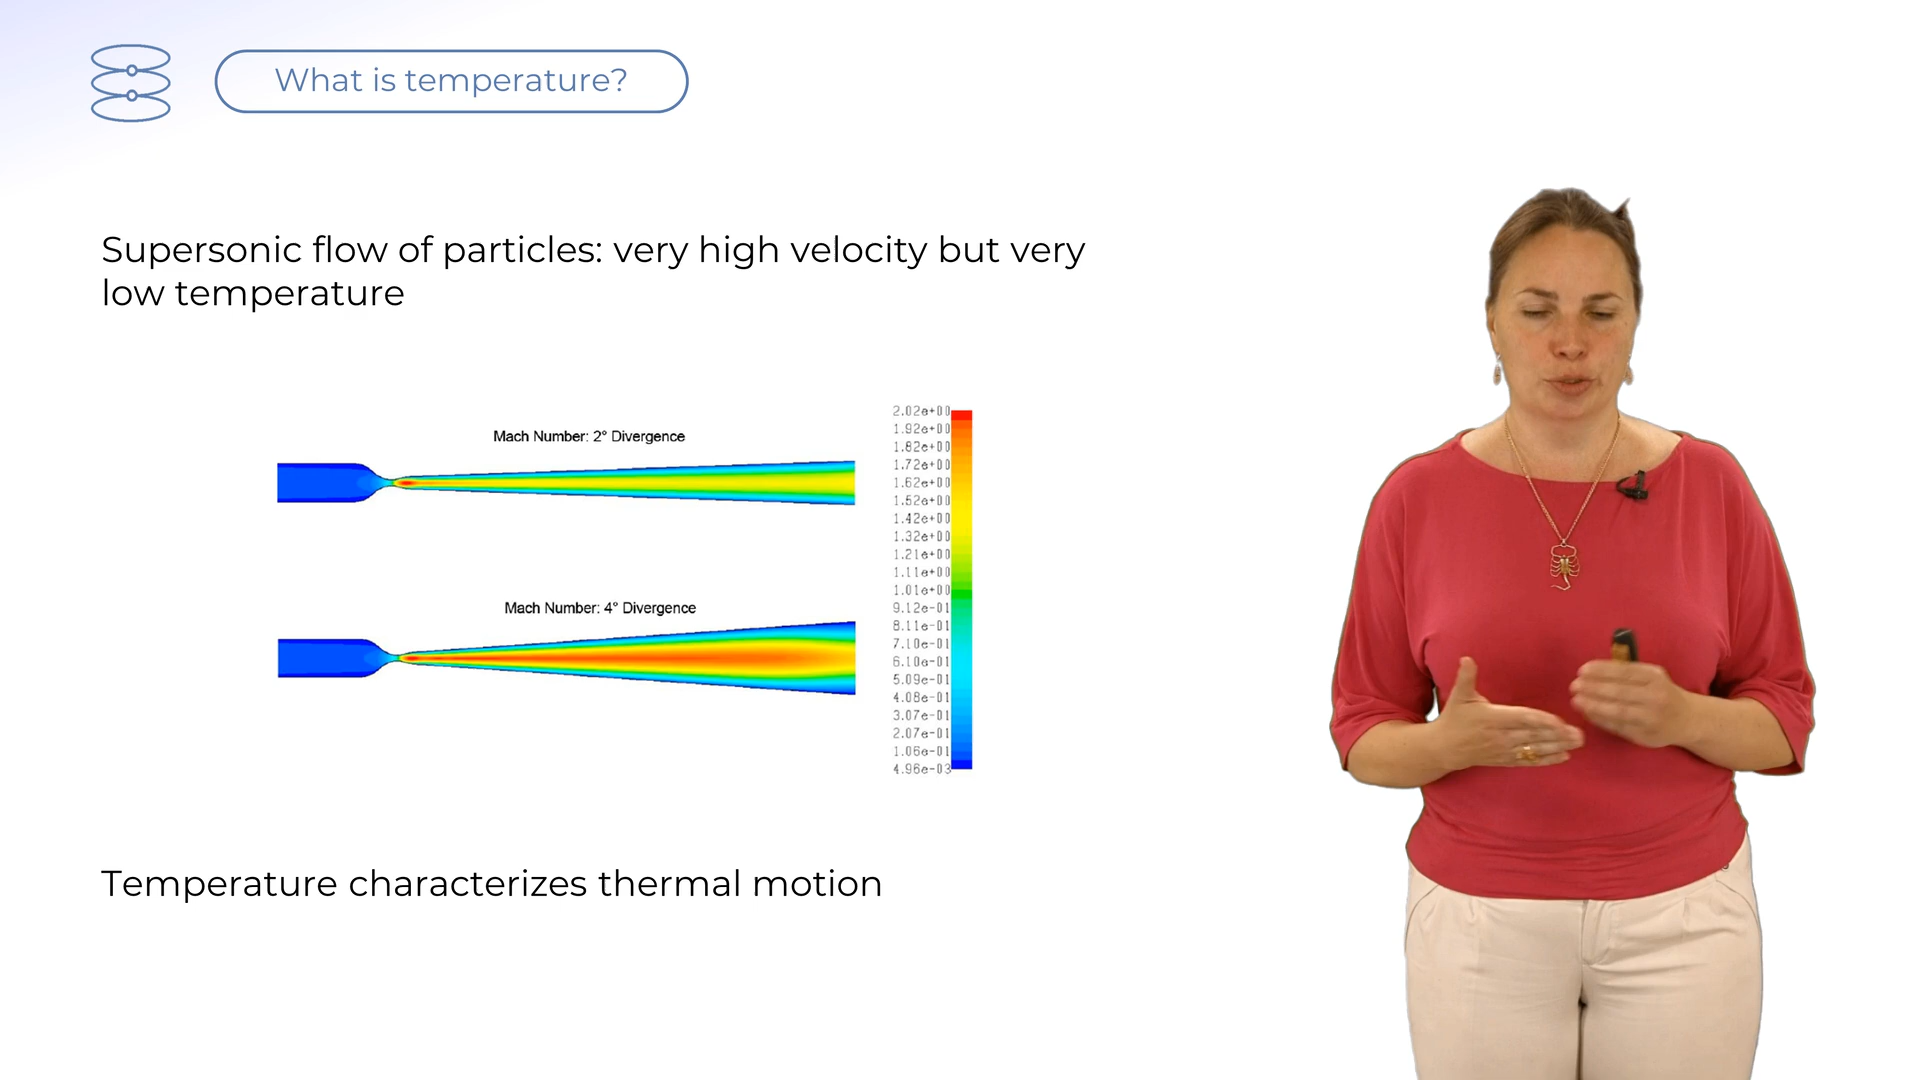 What is temperature?
Supersonic flow of particles: very high velocity but very
low temperature
Mach Number: 2° Divergence
Mach Number: 4° Divergence
2.02e+00
1.92e+00
1.82e+00
1.72e+00
1.62e+00
1.52e+00
1.42e+00
1.32e+00
1.21e+00
1.11e+00
1.01e+00
9.12e-01
8.11e-01
7.10e-01
6.10e-01
5.09e-01
4.08e-01
3.07e-01
2.07e-01
1.06e-01
4.96e-03
Temperature characterizes thermal motion